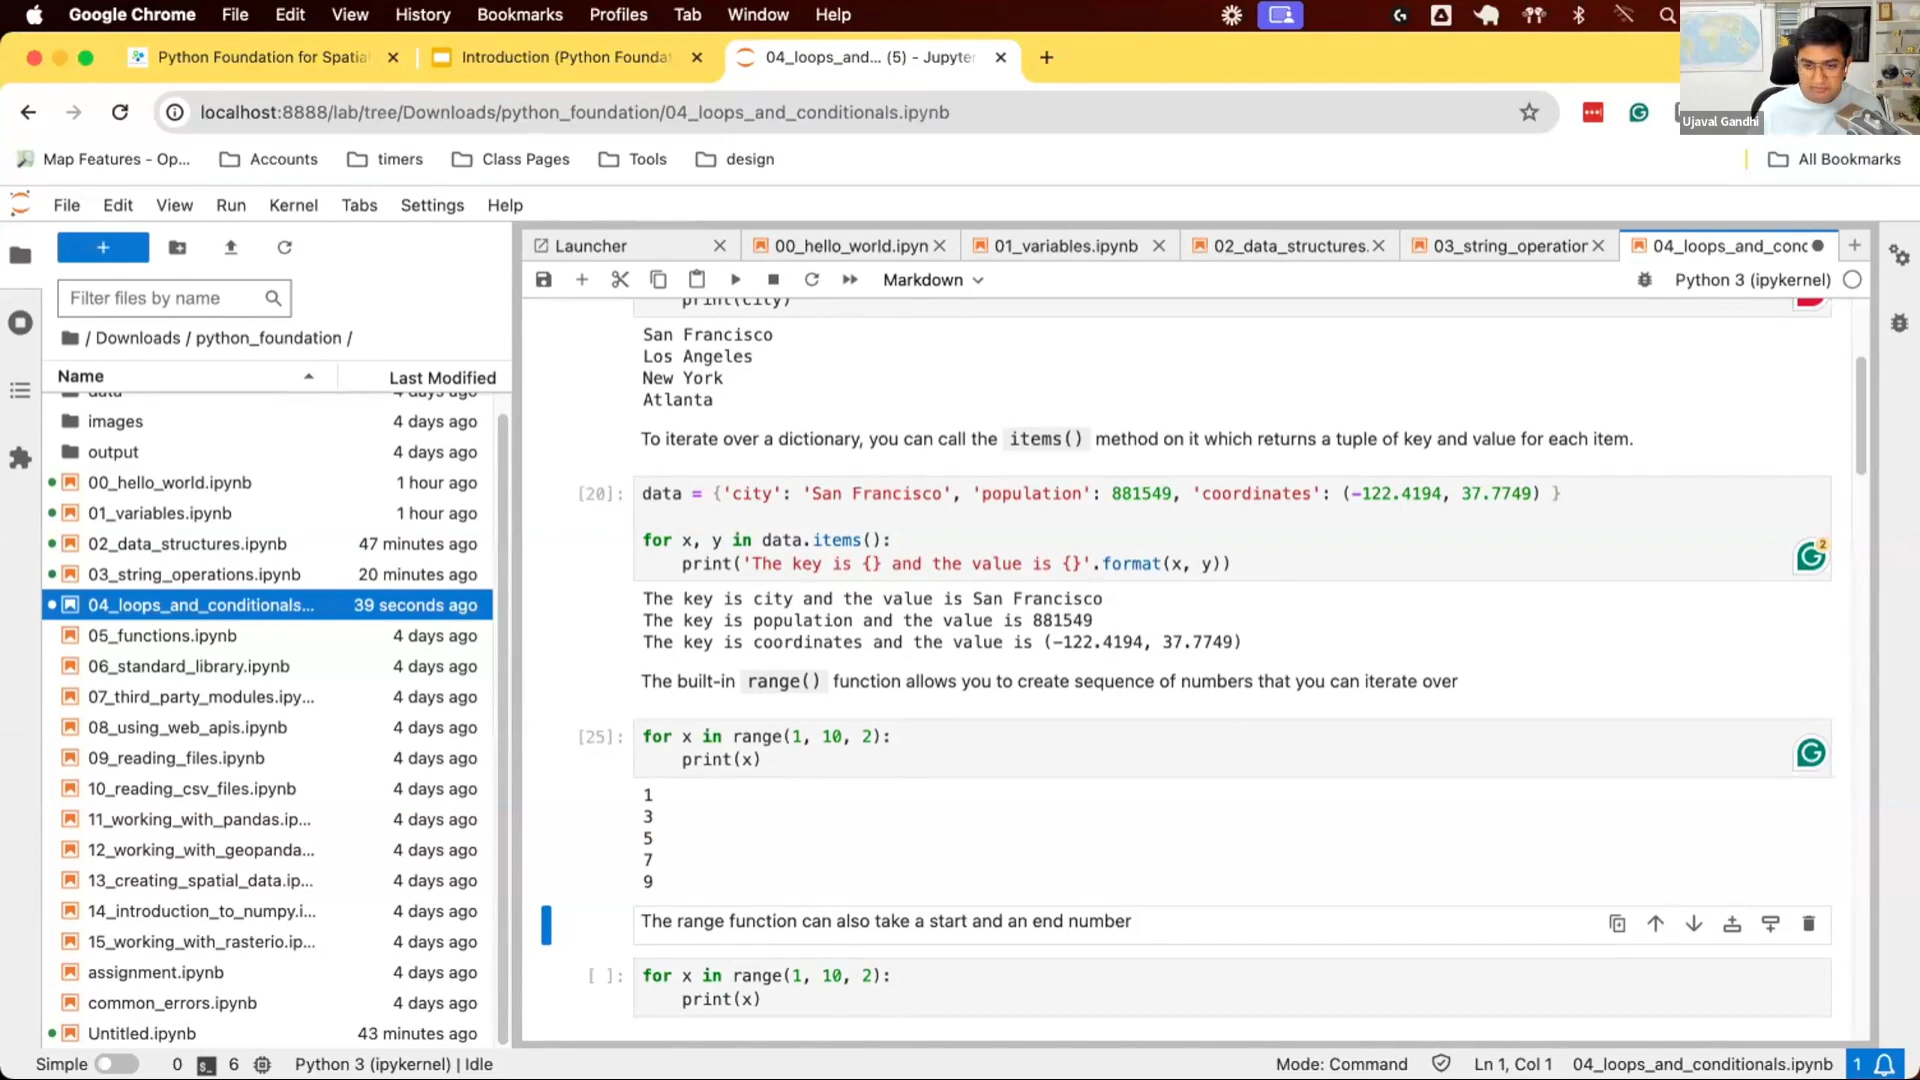 Google Chrome File Edit View History Bookmarks Profiles Tab Window Help
Python Foundation for Spatia
Introduction (Python Founda
04_loops_and... (5) - Jupyte
localhost:8888/lab/tree/Downloads/python_foundation/04_loops_and_conditionals.ipynb
Ujaval Gandhi
Map Features - Op... Accounts timers Class Pages Tools design All Bookmarks
File Edit View Run Kernel Tabs Settings Help
Filter files by name
/ Downloads / python_foundation /
Name Last Modified
data 4 days ago
images 4 days ago
output 4 days ago
00_hello_world.ipynb 1 hour ago
01_variables.ipynb 1 hour ago
02_data_structures.ipynb 47 minutes ago
03_string_operations.ipynb 20 minutes ago
04_loops_and_conditionals... 39 seconds ago
05_functions.ipynb 4 days ago
06_standard_library.ipynb 4 days ago
07_third_party_modules.ipy... 4 days ago
08_using_web_apis.ipynb 4 days ago
09_reading_files.ipynb 4 days ago
10_reading_csv_files.ipynb 4 days ago
11_working_with_pandas.ip... 4 days ago
12_working_with_geopanda... 4 days ago
13_creating_spatial_data.ip... 4 days ago
14_introduction_to_numpy.i... 4 days ago
15_working_with_rasterio.ip... 4 days ago
assignment.ipynb 4 days ago
common_errors.ipynb 4 days ago
Untitled.ipynb 43 minutes ago
Launcher 00_hello_world.ipyn 01_variables.ipynb 02_data_structures. 03_string_operation 04_loops_and_conc
Markdown Python 3 (ipykernel)
print(city)
San Francisco
Los Angeles
New York
Atlanta
To iterate over a dictionary, you can call the items() method on it which returns a tuple of key and value for each item.
[20]: data = {'city': 'San Francisco', 'population': 881549, 'coordinates': (-122.4194, 37.7749) }
for x, y in data.items():
print('The key is {} and the value is {}'.format(x, y))
2
The key is city and the value is San Francisco
The key is population and the value is 881549
The key is coordinates and the value is (-122.4194, 37.7749)
The built-in range() function allows you to create sequence of numbers that you can iterate over
[25]: for x in range(1, 10, 2):
print(x)
1
3
5
7
9
The range function can also take a start and an end number
[ ]: for x in range(1, 10, 2):
print(x)
Simple 0 6 Python 3 (ipykernel) | Idle Mode: Command Ln 1, Col 1 04_loops_and_conditionals.ipynb 1